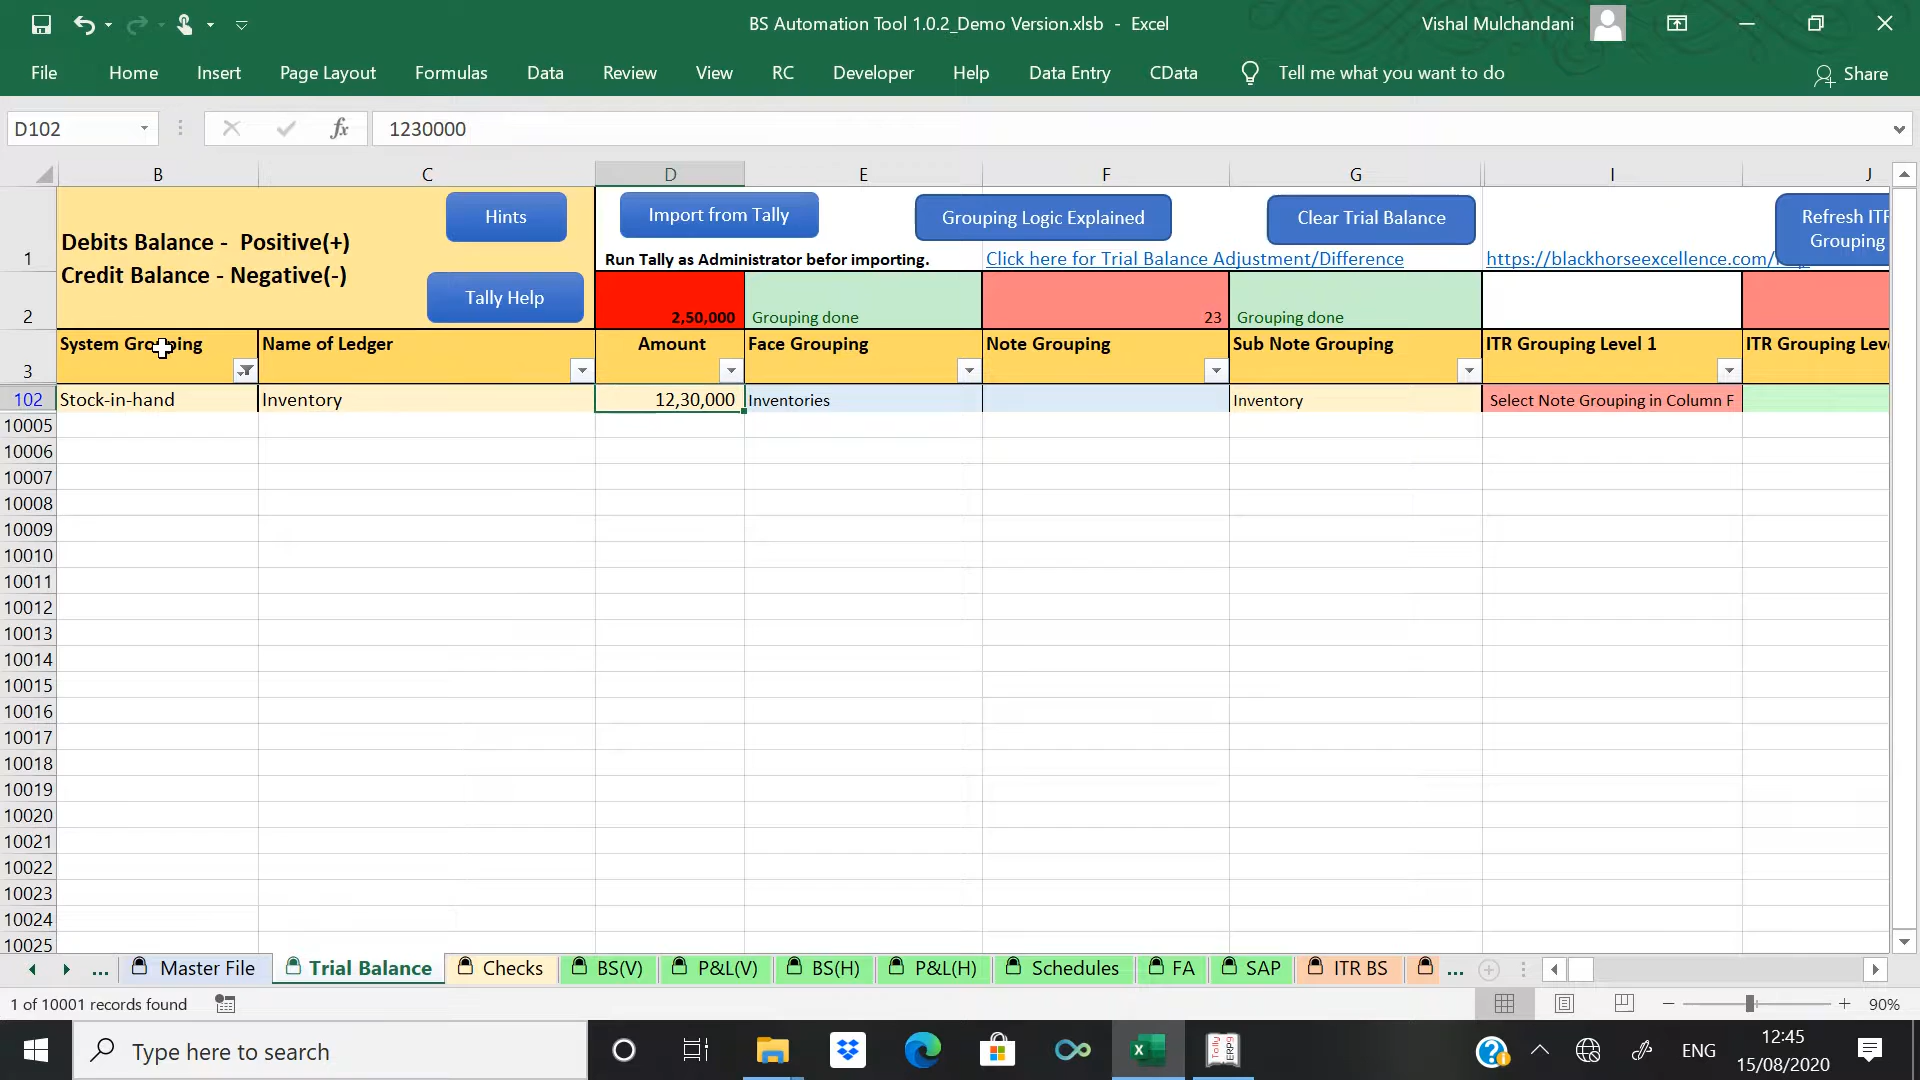 BS Automation Tool 1.0.2_Demo Version.xlsb - Excel
Vishal Mulchandani
File Home Insert Page Layout Formulas Data Review View RC Developer Help Data Entry CData Tell me what you want to do Share
D102 fx 1230000
B C D E F G I J
1
Debits Balance - Positive(+)
Credit Balance - Negative(-)
Hints
Tally Help
Import from Tally
Run Tally as Administrator befor importing.
Grouping Logic Explained
Click here for Trial Balance Adjustment/Difference
Clear Trial Balance
https://blackhorseexcellence.com/
Refresh ITR
Grouping
2 2,50,000 Grouping done 23 Grouping done
3 System Grouping Name of Ledger Amount Face Grouping Note Grouping Sub Note Grouping ITR Grouping Level 1 ITR Grouping Leve
102 Stock-in-hand Inventory 12,30,000 Inventories Inventory Select Note Grouping in Column F
10005
10006
10007
10008
10009
10010
10011
10012
10013
10014
10015
10016
10017
10018
10019
10020
10021
10022
10023
10024
10025
... Master File Trial Balance Checks BS(V) P&L(V) BS(H) P&L(H) Schedules FA SAP ITR BS ...
1 of 10001 records found 90%
Type here to search
Tally
ERP9
ENG
12:45
15/08/2020